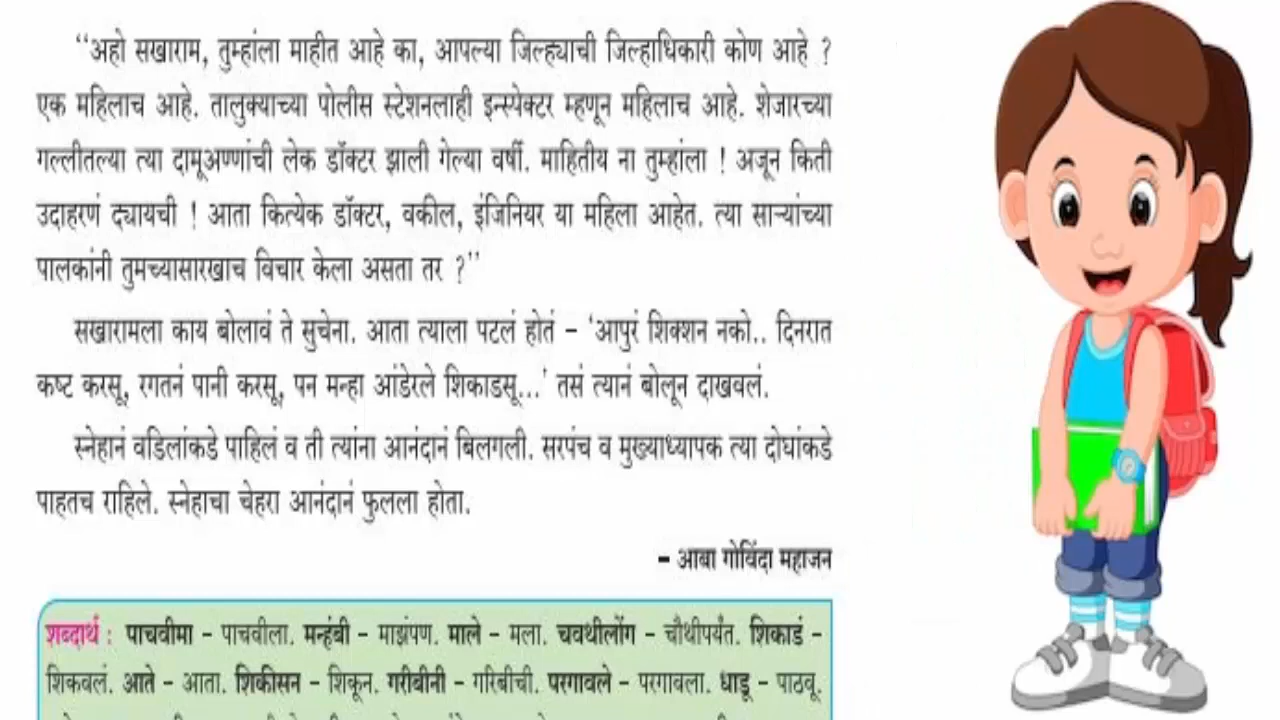 “अहो सखाराम, तुम्हांला माहीत आहे का, आपल्या जिल्ह्याची जिल्हाधिकारी कोण आहे ?
एक महिलाच आहे. तालुक्याच्या पोलीस स्टेशनलाही इन्स्पेक्टर म्हणून महिलाच आहे. शेजारच्या
गल्लीतल्या त्या दामूअण्णांची लेक डॉक्टर झाली गेल्या वर्षी. माहितीय ना तुम्हांला ! अजून किती
उदाहरणं द्यायची ! आता कित्येक डॉक्टर, वकील, इंजिनियर या महिला आहेत. त्या साऱ्यांच्या
पालकांनी तुमच्यासारखाच विचार केला असता तर ?”
सखारामला काय बोलावं ते सुचेना. आता त्याला पटलं होतं – ‘आपुरं शिक्शन नको.. दिनरात
कष्ट करसू, रगतनं पानी करसू, पन मन्हा आंडेरले शिकाडसू...’ तसं त्यानं बोलून दाखवलं.
स्नेहानं वडिलांकडे पाहिलं व ती त्यांना आनंदानं बिलगली. सरपंच व मुख्याध्यापक त्या दोघांकडे
पाहतच राहिले. स्नेहाचा चेहरा आनंदानं फुलला होता.
– आबा गोविंदा महाजन
शब्दार्थ : पाचवीमा – पाचवीला. मन्हंबी – माझंपण. माले – मला. चवथीलोंग – चौथीपर्यंत. शिकाडं –
शिकवलं. आते – आता. शिकीसन – शिकून. गरीबीनी – गरिबीची. परगावले – परगावला. धाडू – पाठवू.